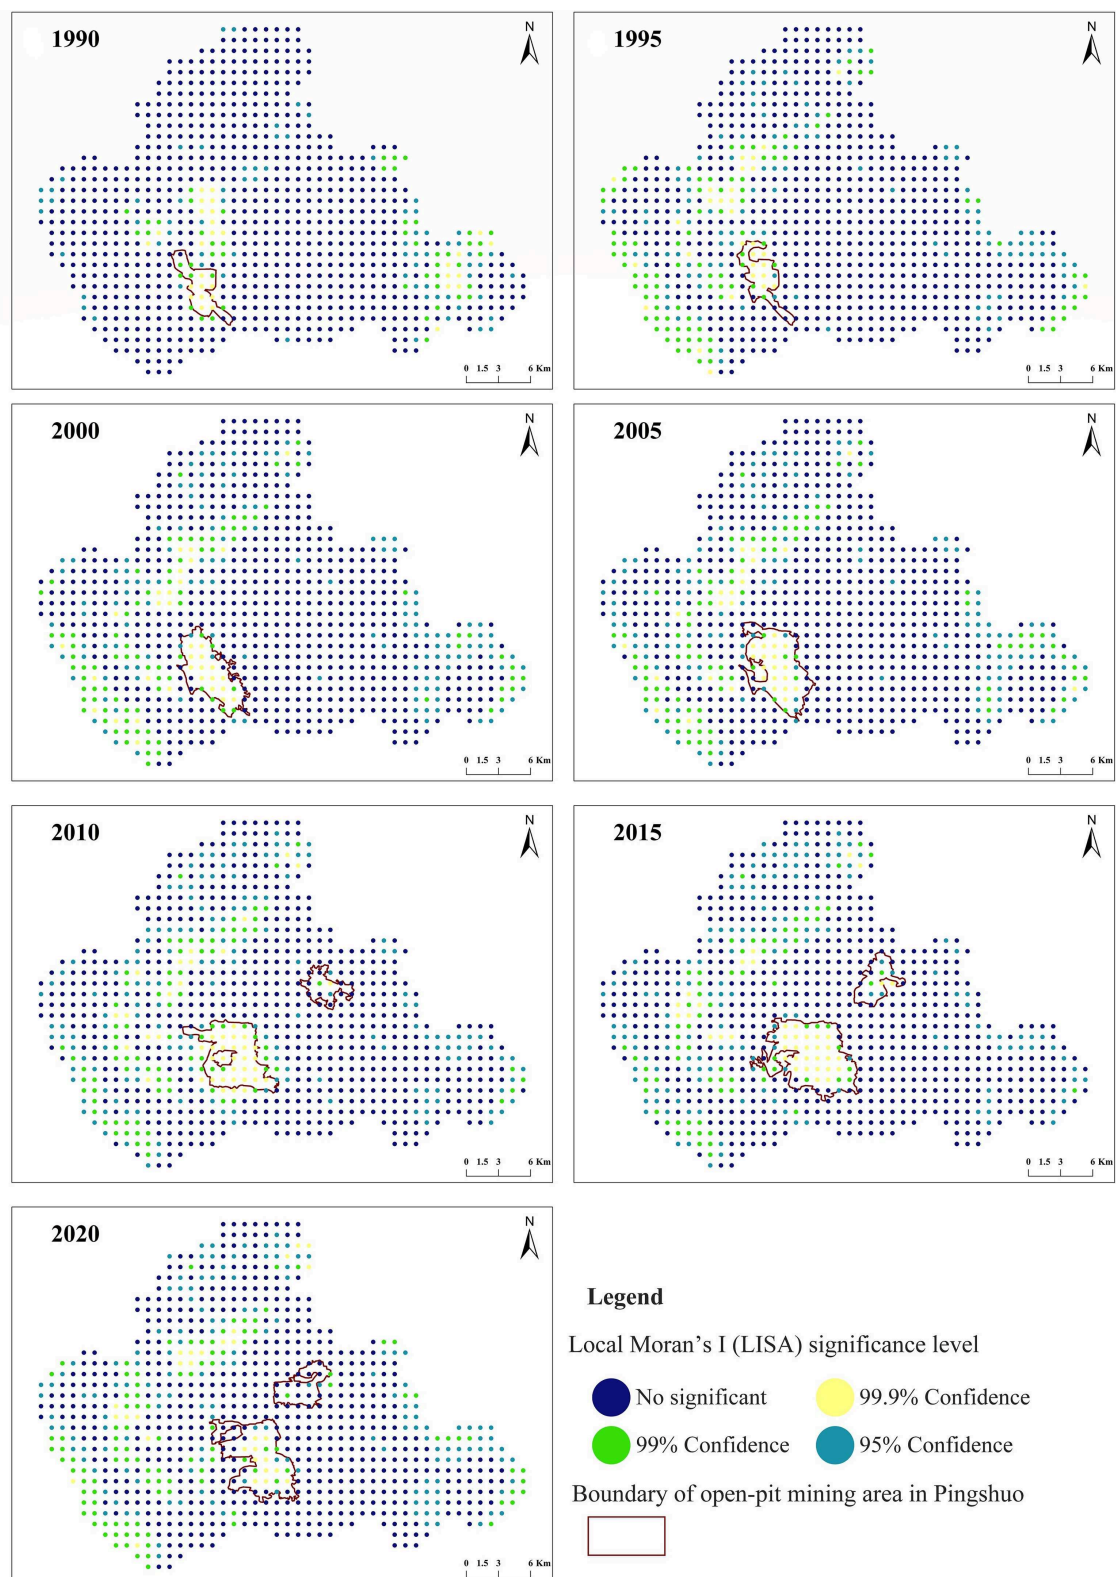 1990
N
0 1.5 3 6 Km
1995
N
0 1.5 3 6 Km
2000
N
0 1.5 3 6 Km
2005
N
0 1.5 3 6 Km
2010
N
0 1.5 3 6 Km
2015
N
0 1.5 3 6 Km
2020
N
0 1.5 3 6 Km
Legend
Local Moran's I (LISA) significance level
No significant
99.9% Confidence
99% Confidence
95% Confidence
Boundary of open-pit mining area in Pingshuo